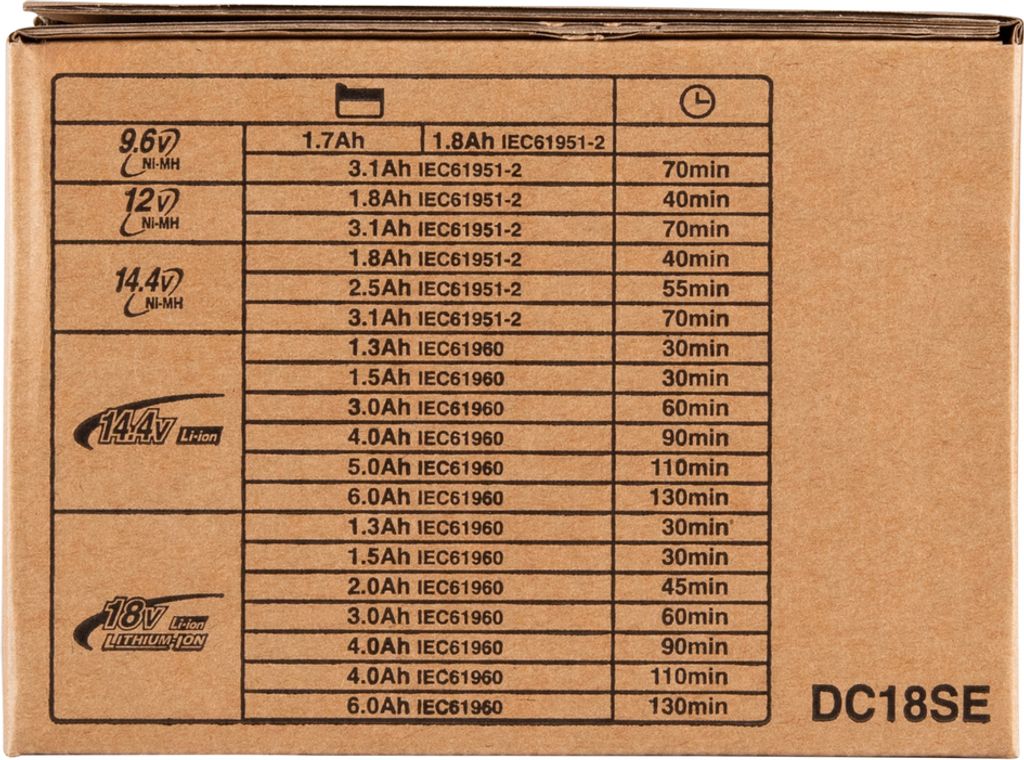 9.6V Ni-MH
1.7Ah 1.8Ah IEC61951-2
3.1Ah IEC61951-2 70min
12V Ni-MH
1.8Ah IEC61951-2 40min
3.1Ah IEC61951-2 70min
14.4V Ni-MH
1.8Ah IEC61951-2 40min
2.5Ah IEC61951-2 55min
3.1Ah IEC61951-2 70min
14.4V Li-ion
1.3Ah IEC61960 30min
1.5Ah IEC61960 30min
3.0Ah IEC61960 60min
4.0Ah IEC61960 90min
5.0Ah IEC61960 110min
6.0Ah IEC61960 130min
18V Li-ion
LITHIUM-ION
1.3Ah IEC61960 30min
1.5Ah IEC61960 30min
2.0Ah IEC61960 45min
3.0Ah IEC61960 60min
4.0Ah IEC61960 90min
4.0Ah IEC61960 110min
6.0Ah IEC61960 130min
DC18SE